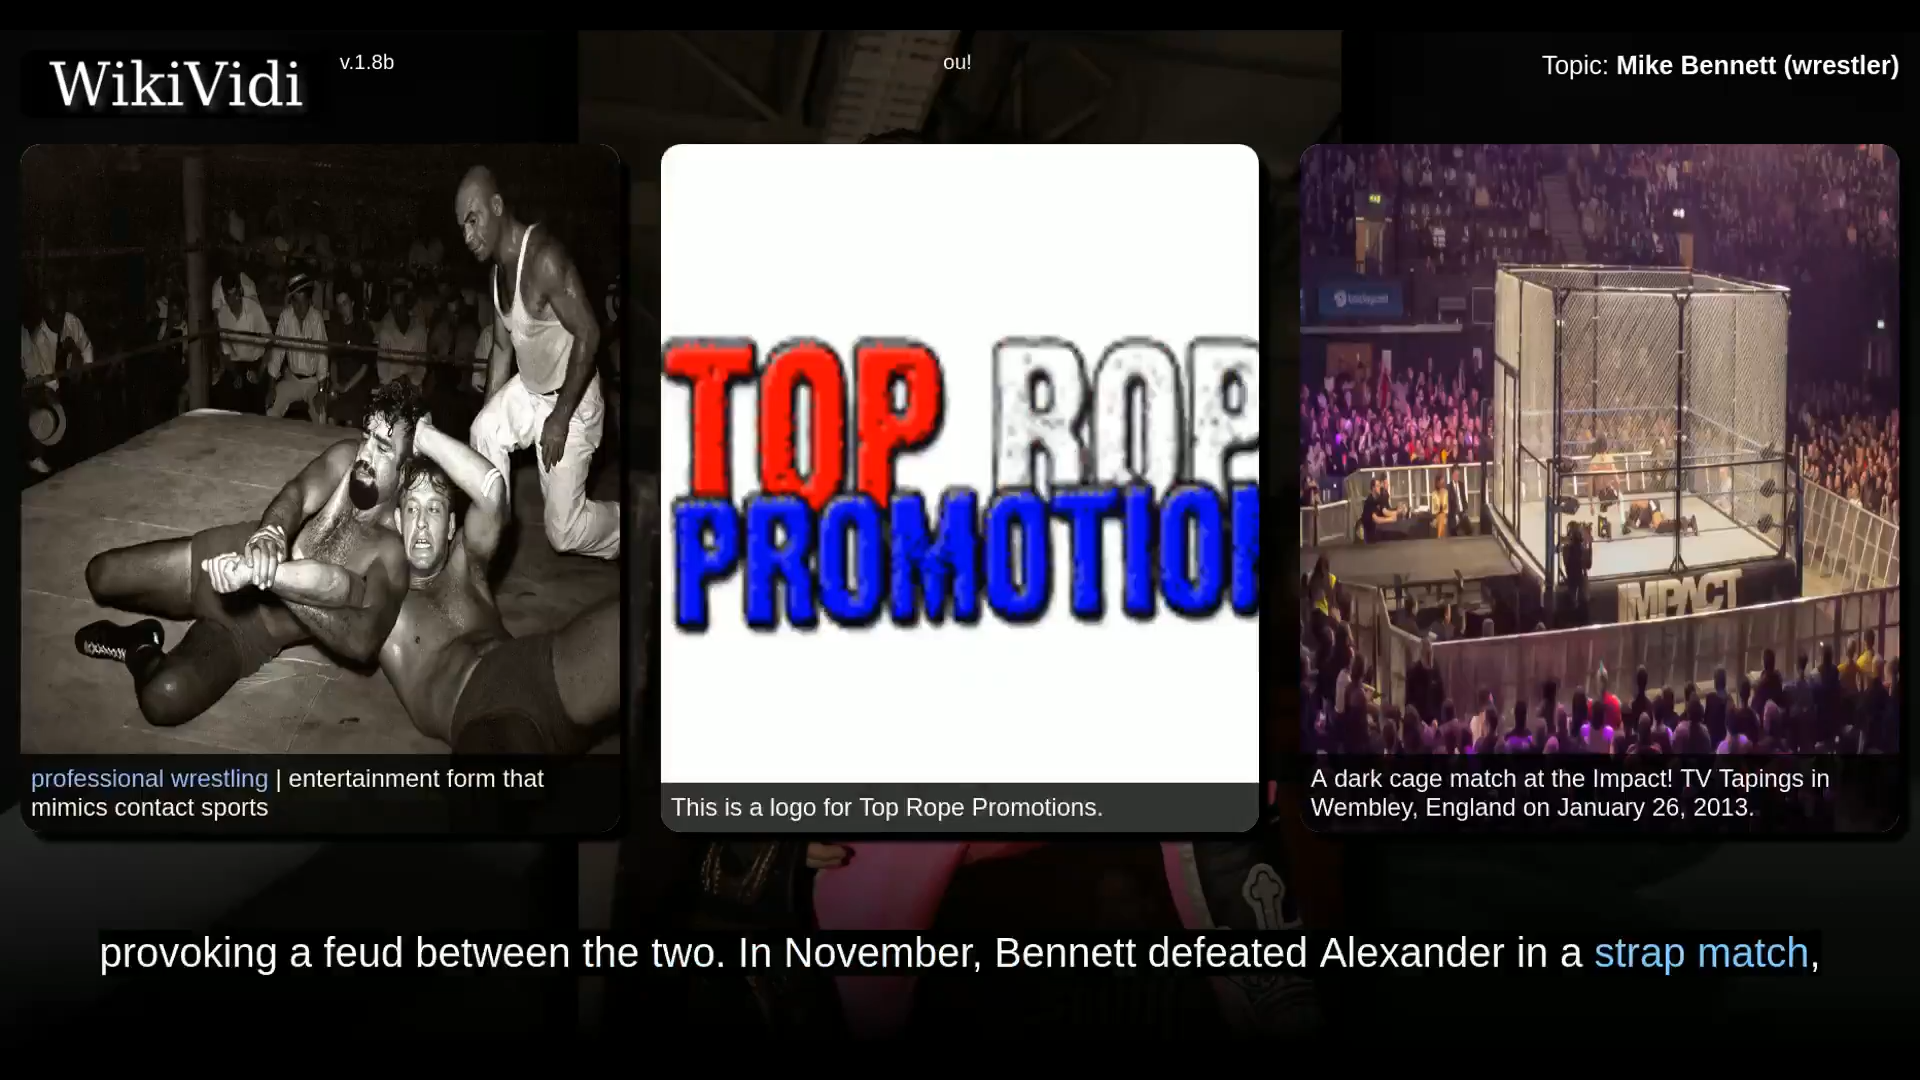 WikiVidi
v.1.8b
ou!
Topic: Mike Bennett (wrestler)
TOP ROP
PROMOTION
IMPACT
professional wrestling | entertainment form that
mimics contact sports
This is a logo for Top Rope Promotions.
A dark cage match at the Impact! TV Tapings in
Wembley, England on January 26, 2013.
provoking a feud between the two. In November, Bennett defeated Alexander in a strap match,